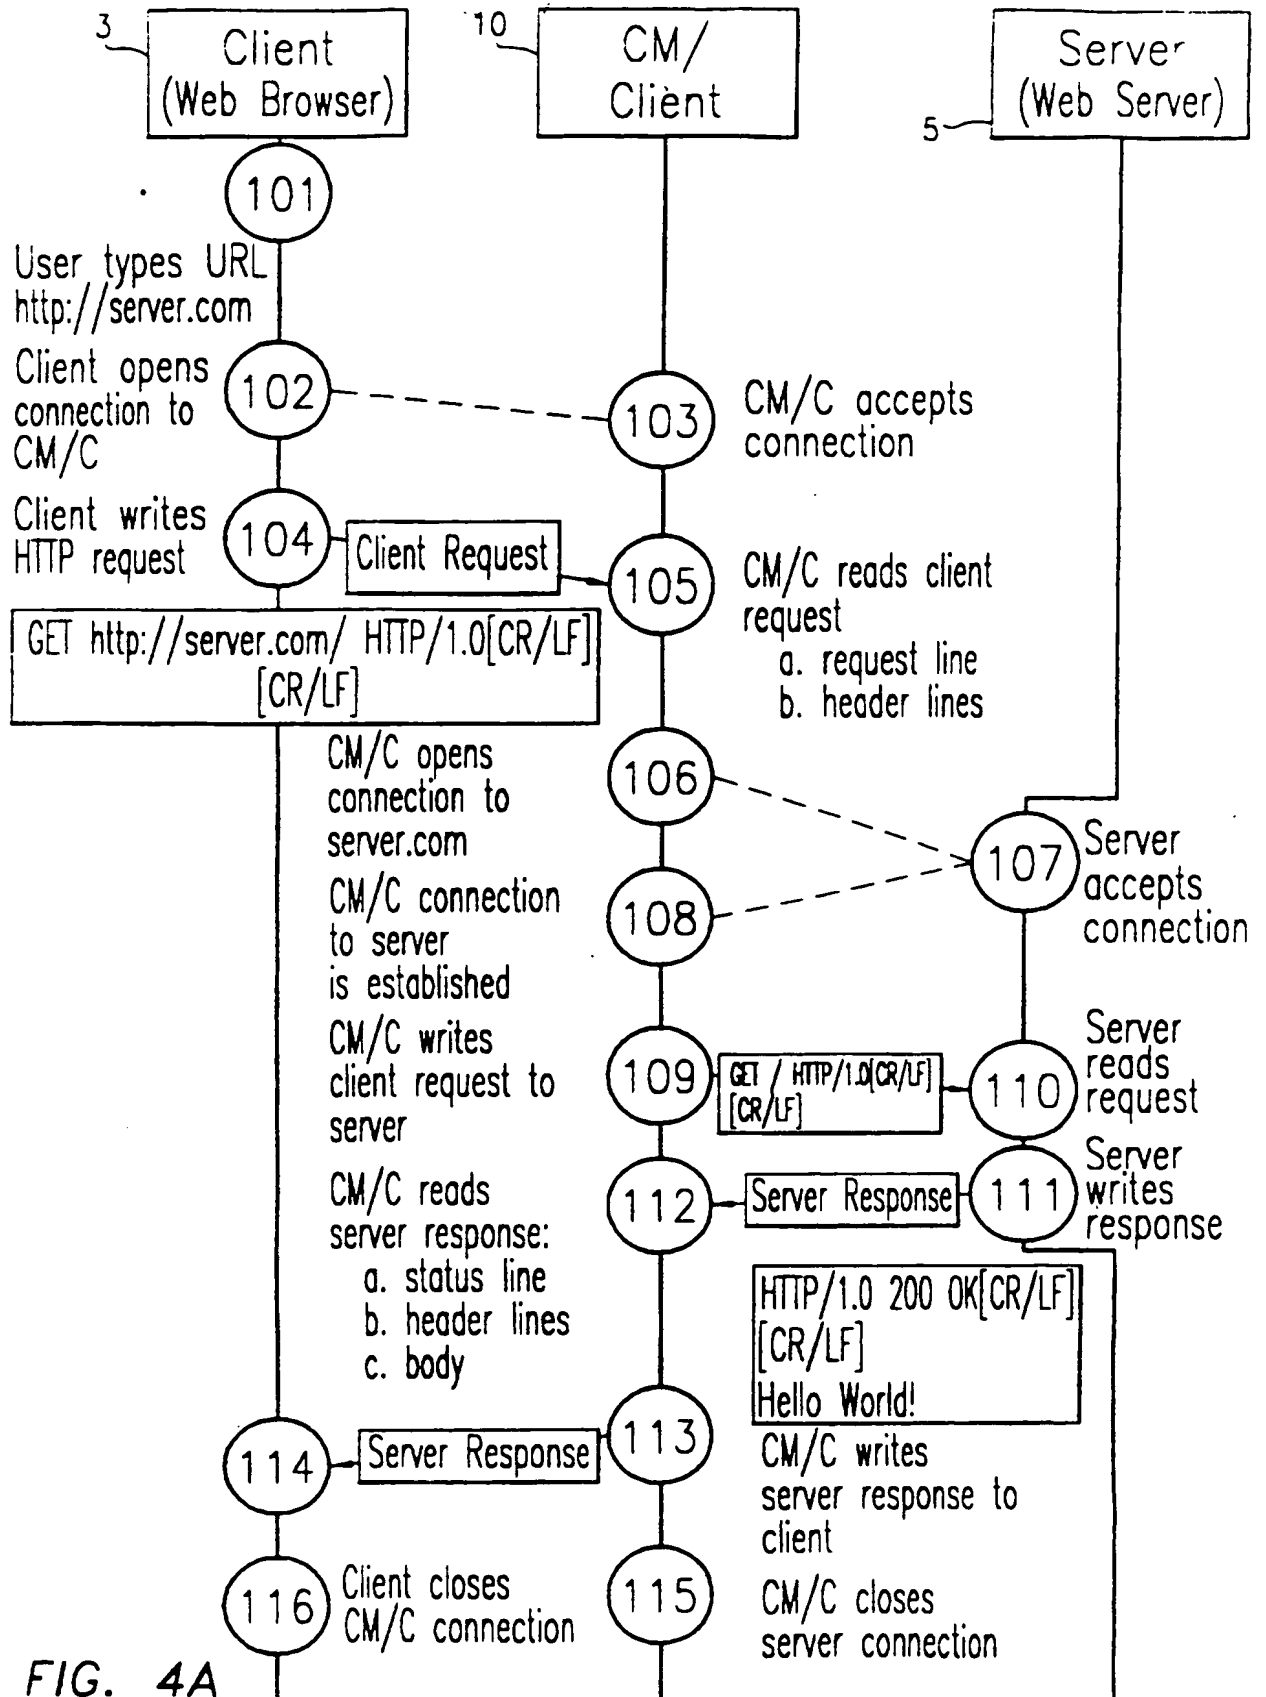 3
Client
(Web Browser)
10
CM/
Client
Server
(Web Server)
5
101
User types URL
http://server.com
Client opens
connection to
CM/C
102
103
CM/C accepts
connection
Client writes
HTTP request
104
Client Request
105
CM/C reads client
request
a. request line
b. header lines
GET http://server.com/ HTTP/1.0[CR/LF]
[CR/LF]
CM/C opens
connection to
server.com
106
107
Server
accepts
connection
CM/C connection
to server
is established
108
CM/C writes
client request to
server
109
GET / HTTP/1.0[CR/LF]
[CR/LF]
110
Server
reads
request
CM/C reads
server response:
a. status line
b. header lines
c. body
112
Server Response
111
Server
writes
response
HTTP/1.0 200 OK[CR/LF]
[CR/LF]
Hello World!
114
Server Response
113
CM/C writes
server response to
client
116
Client closes
CM/C connection
115
CM/C closes
server connection
FIG. 4A